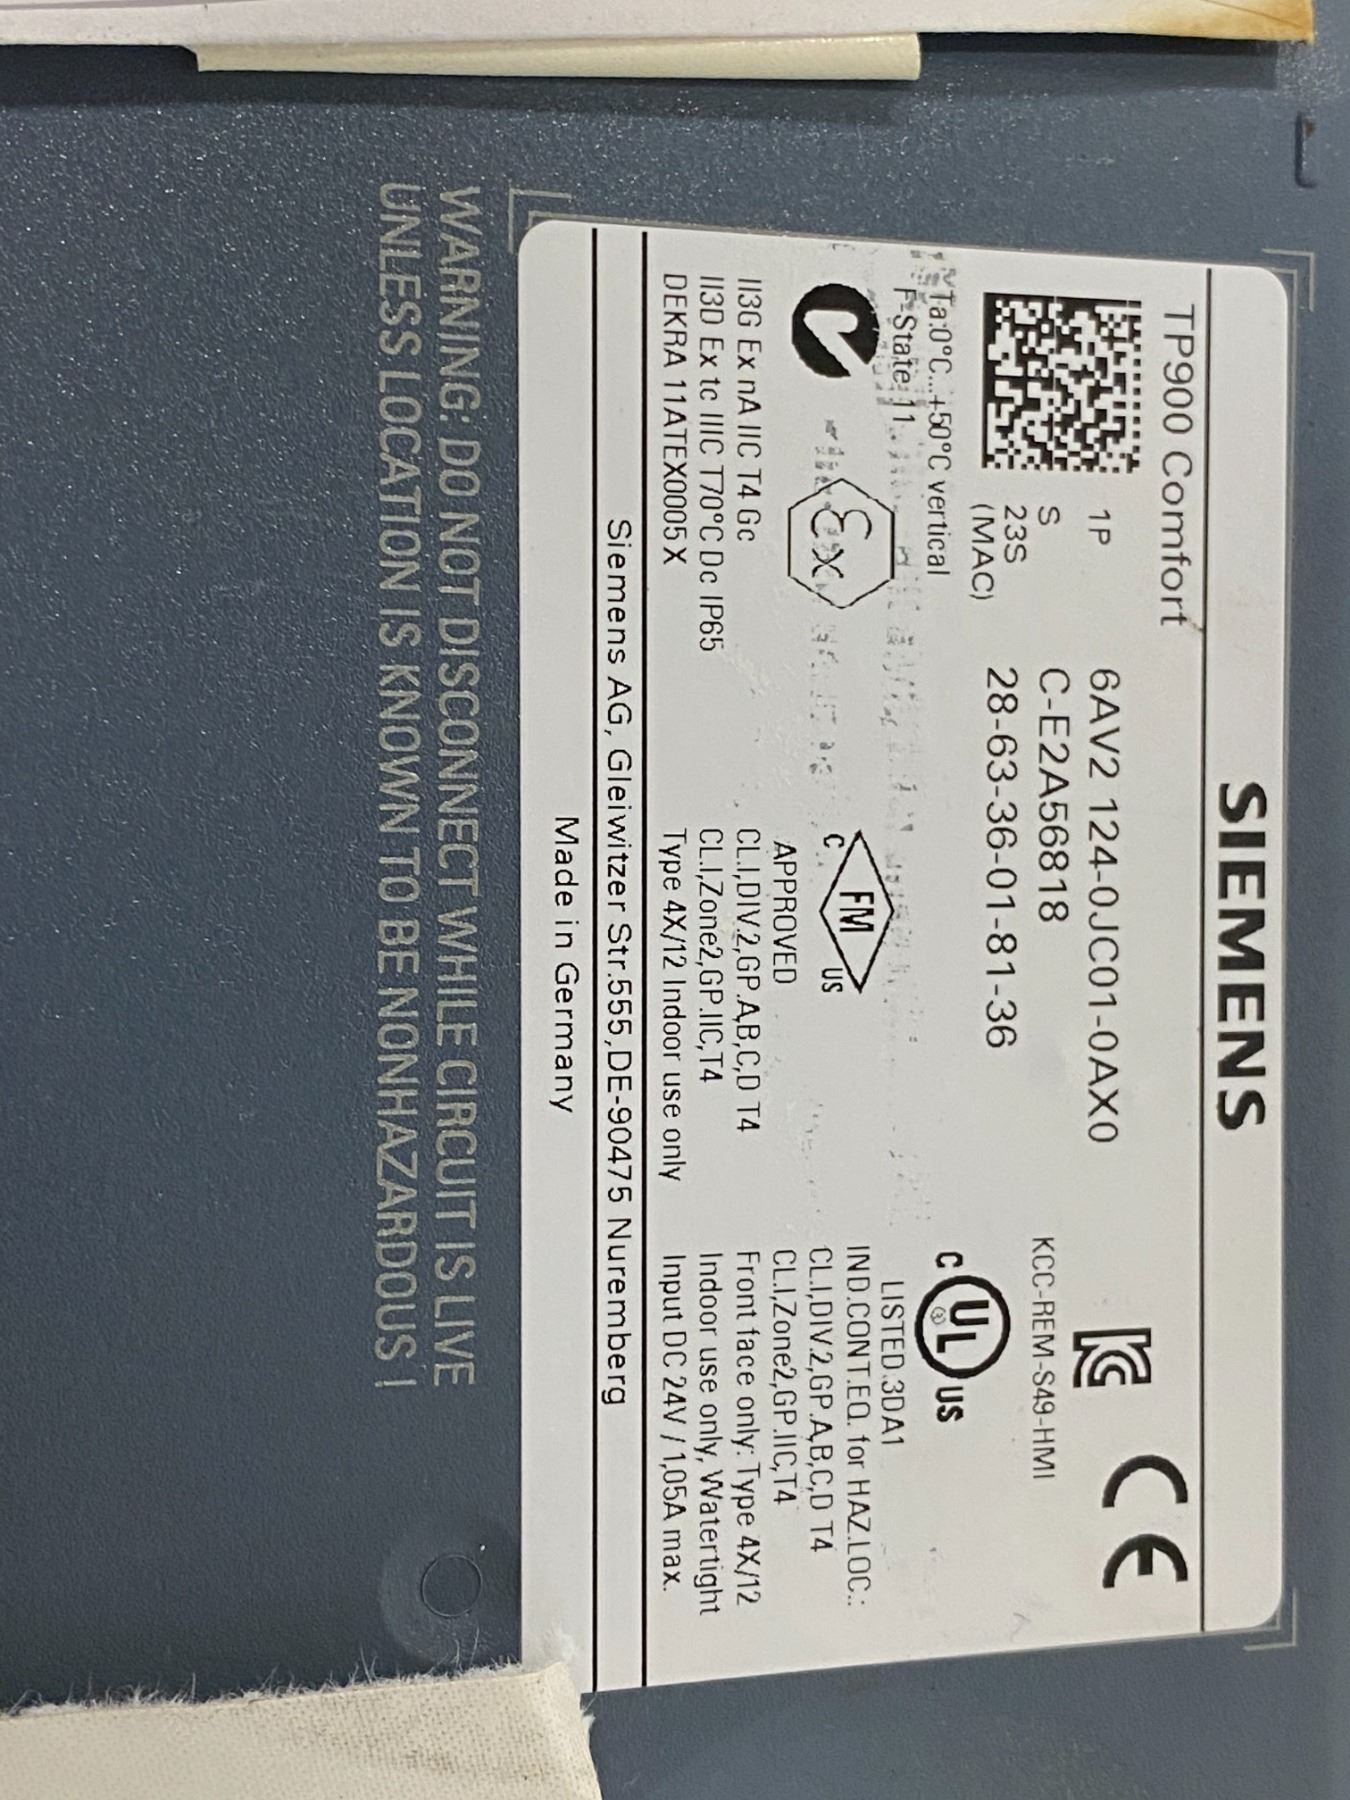 SIEMENS
TP900 Comfort
1P 6AV2 124-0JC01-0AX0
S C-E2A56818
23S 28-63-36-01-81-36
(MAC)
KCC-REM-S49-HMI
Ta:0°C...+50°C vertical
F-State: 11
Ex
FM
C US
APPROVED
C UL US
LISTED 3DA1
IND.CONT.EQ. for HAZ.LOC.:
CL.I,DIV.2,GP.A,B,C,D T4
CL.I,Zone2,GP.IIC,T4
Front face only: Type 4X/12
Indoor use only, Watertight
Input DC 24V / 1,05A max.
CL.I,DIV.2,GP.A,B,C,D T4
CL.I,Zone2,GP.IIC,T4
Type 4X/12 Indoor use only
II3G Ex nA IIC T4 Gc
II3D Ex tc IIIC T70°C Dc IP65
DEKRA 11ATEX0005 X
CE
Siemens AG, Gleiwitzer Str.555,DE-90475 Nuremberg
Made in Germany
WARNING: DO NOT DISCONNECT WHILE CIRCUIT IS LIVE
UNLESS LOCATION IS KNOWN TO BE NONHAZARDOUS !